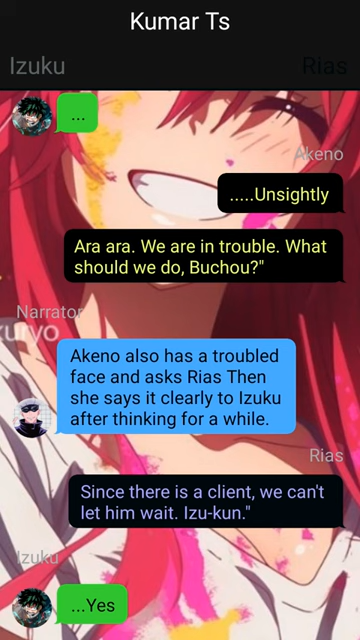 Kumar Ts
Izuku
Rias
...
Akeno
.....Unsightly
Ara ara. We are in trouble. What
should we do, Buchou?"
Narrator
kuryo
Akeno also has a troubled
face and asks Rias Then
she says it clearly to Izuku
after thinking for a while.
Rias
Since there is a client, we can't
let him wait. Izu-kun."
Izuku
...Yes